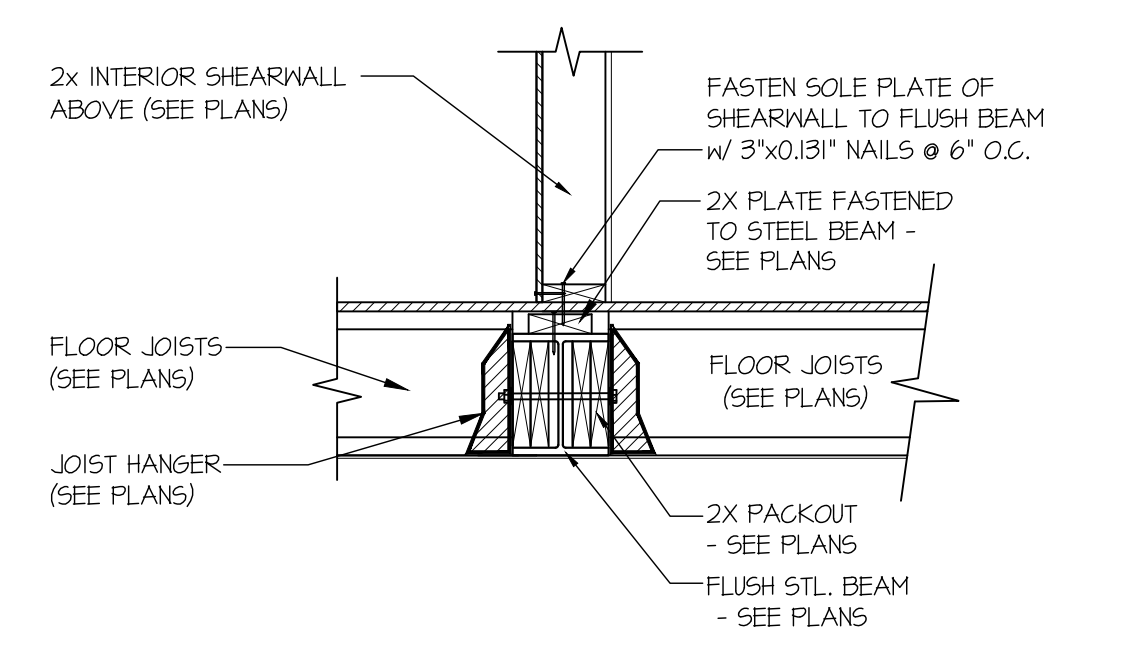 2x INTERIOR SHEARWALL
ABOVE (SEE PLANS)
FASTEN SOLE PLATE OF
SHEARWALL TO FLUSH BEAM
w/ 3"x0.131" NAILS @ 6" O.C.
2X PLATE FASTENED
TO STEEL BEAM -
SEE PLANS
FLOOR JOISTS
(SEE PLANS)
FLOOR JOISTS
(SEE PLANS)
JOIST HANGER
(SEE PLANS)
2X PACKOUT
- SEE PLANS
FLUSH STL. BEAM
- SEE PLANS